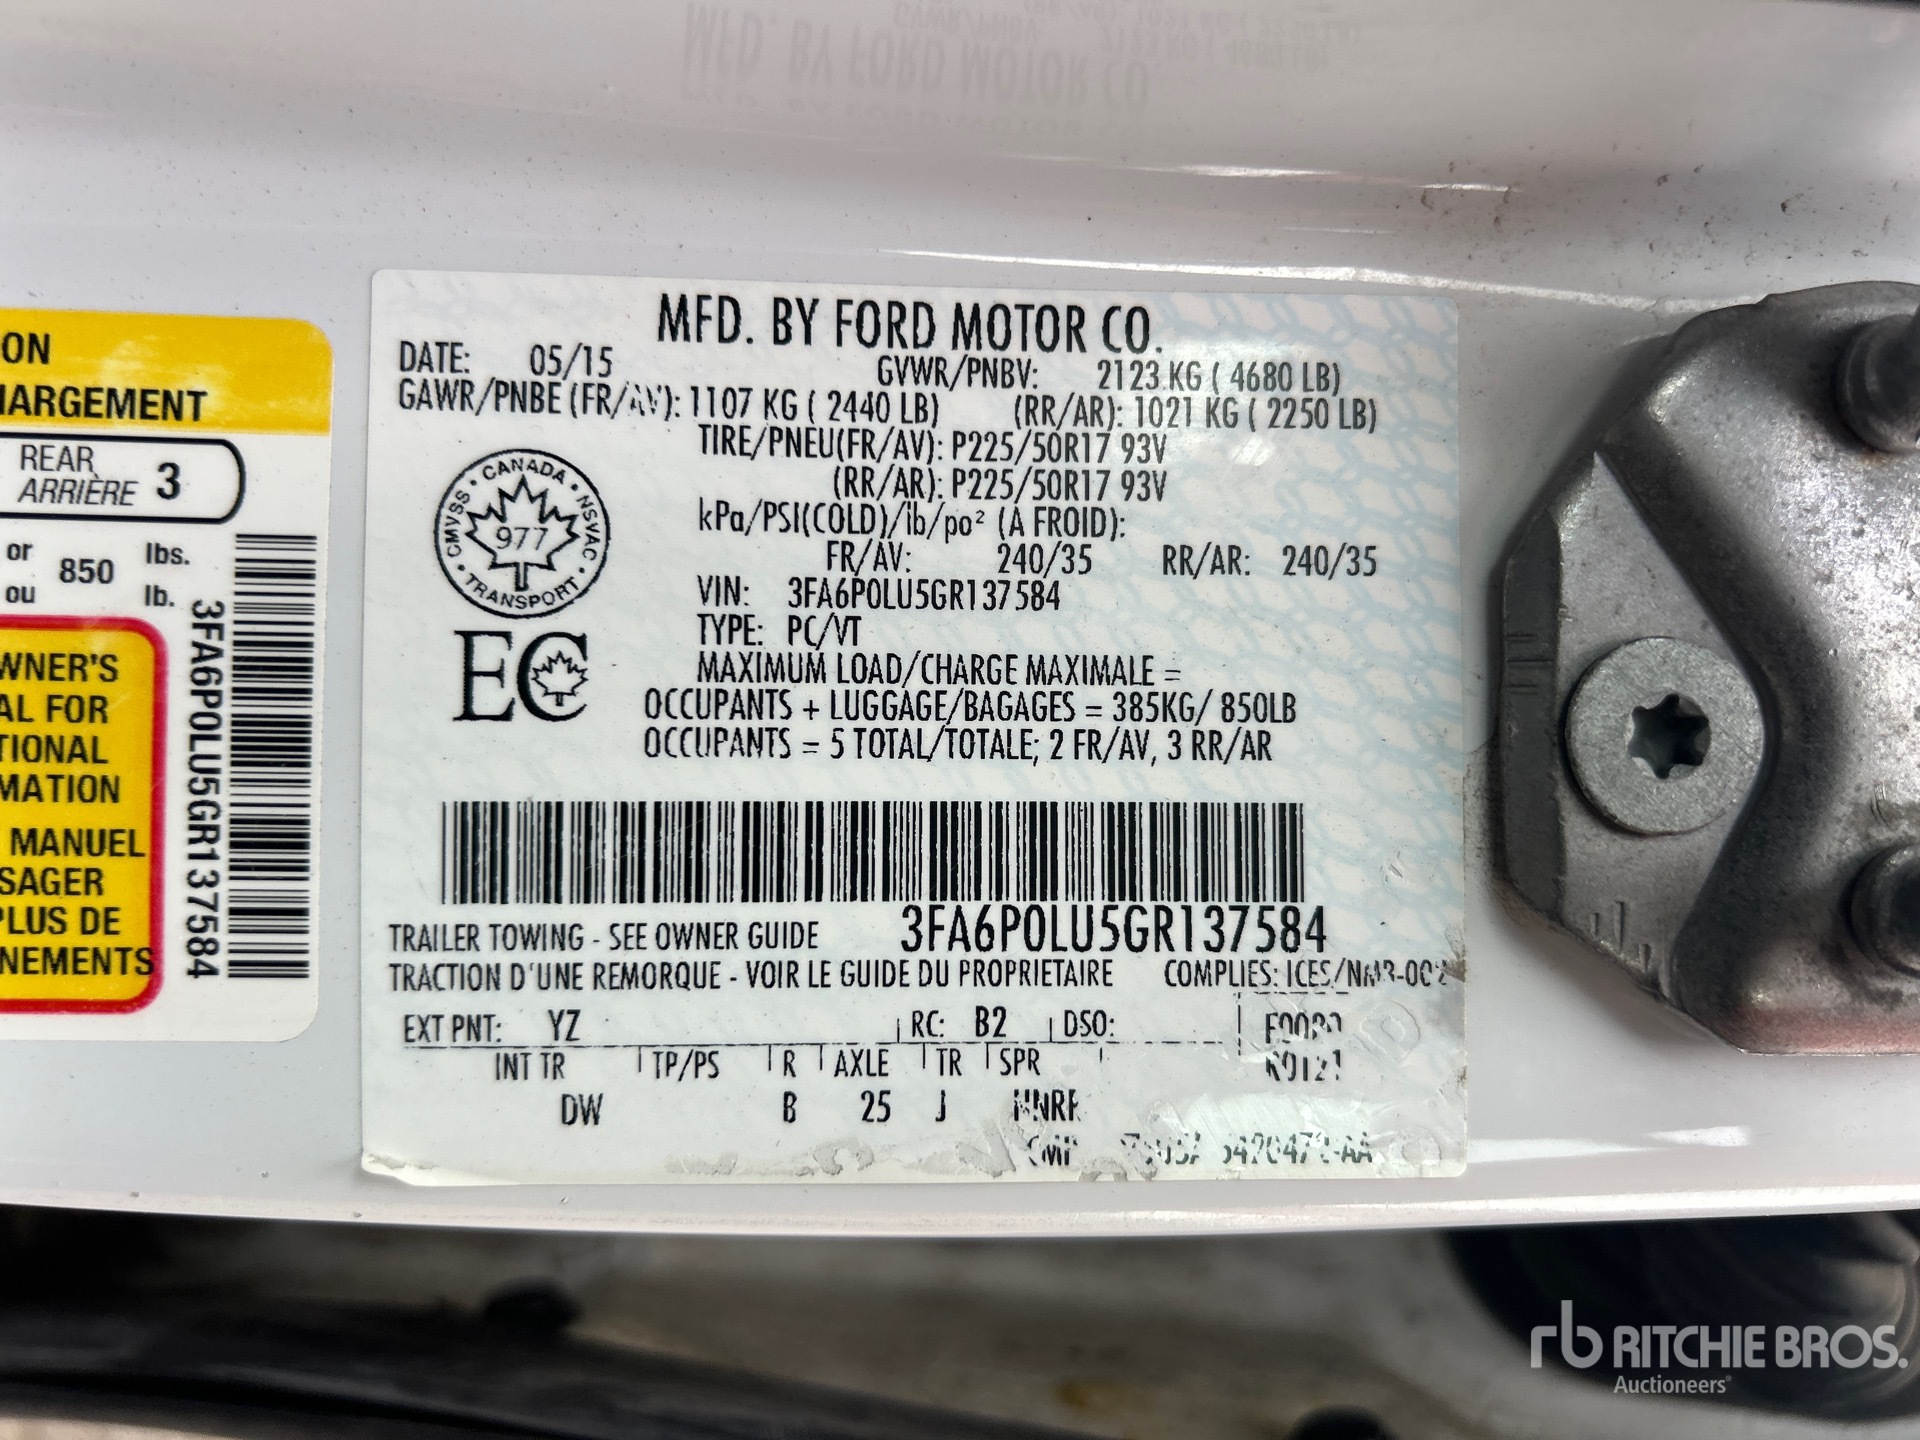 MFD. BY FORD MOTOR CO.
DATE: 05/15
GVWR/PNBV: 2123 KG ( 4680 LB)
GAWR/PNBE (FR/AV): 1107 KG ( 2440 LB) (RR/AR): 1021 KG ( 2250 LB)
TIRE/PNEU(FR/AV): P225/50R17 93V
(RR/AR): P225/50R17 93V
kPa/PSI(COLD)/lb/po² (A FROID):
FR/AV: 240/35 RR/AR: 240/35
VIN: 3FA6P0LU5GR137584
TYPE: PC/VT
MAXIMUM LOAD/CHARGE MAXIMALE =
OCCUPANTS + LUGGAGE/BAGAGES = 385KG/ 850LB
OCCUPANTS = 5 TOTAL/TOTALE; 2 FR/AV, 3 RR/AR
CANADA • NSVAC • TRANSPORT • CMVSS •
977
EC
3FA6P0LU5GR137584
TRAILER TOWING - SEE OWNER GUIDE
TRACTION D'UNE REMORQUE - VOIR LE GUIDE DU PROPRIETAIRE COMPLIES: ICES/NMB-002
EXT PNT: YZ RC: B2 DSO:
INT TR TP/PS R AXLE TR SPR
DW B 25 J
ON
HARGEMENT
REAR
ARRIÈRE 3
or 850 lbs.
ou lb.
WNER'S
AL FOR
TIONAL
MATION
MANUEL
SAGER
PLUS DE
NEMENTS
3FA6P0LU5GR137584
rb RITCHIE BROS.
Auctioneers